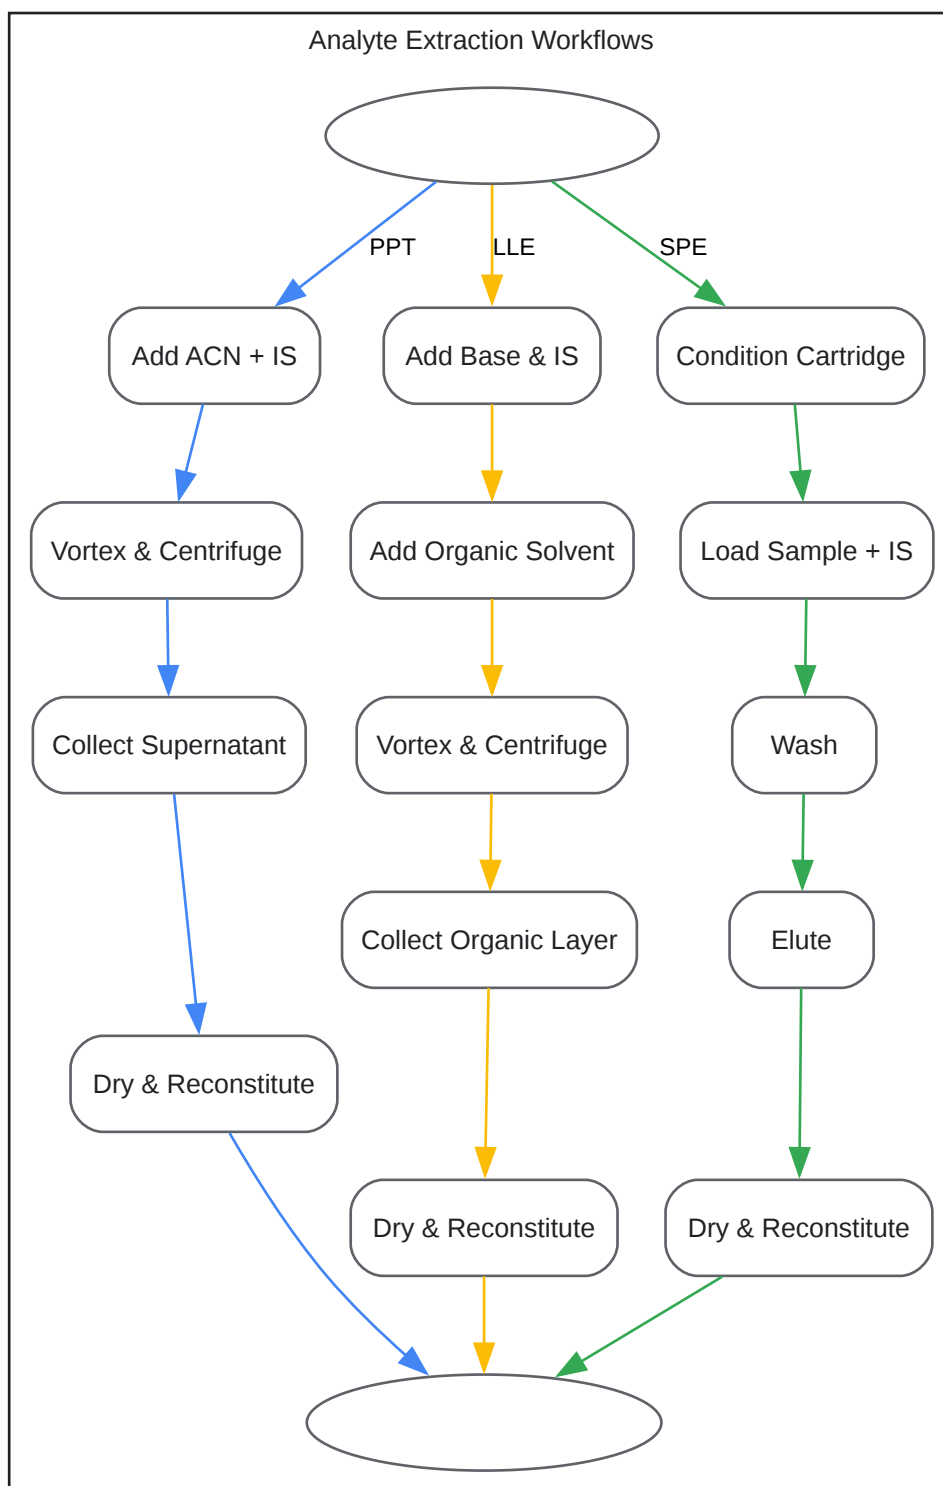 Analyte Extraction Workflows
PPT
LLE
SPE
Add ACN + IS
Add Base & IS
Condition Cartridge
Vortex & Centrifuge
Add Organic Solvent
Load Sample + IS
Collect Supernatant
Vortex & Centrifuge
Wash
Collect Organic Layer
Elute
Dry & Reconstitute
Dry & Reconstitute
Dry & Reconstitute